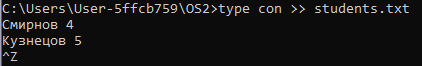 C:\Users\User-5ffcb759\OS2>type con >> students.txt
Смирнов 4
Кузнецов 5
^Z